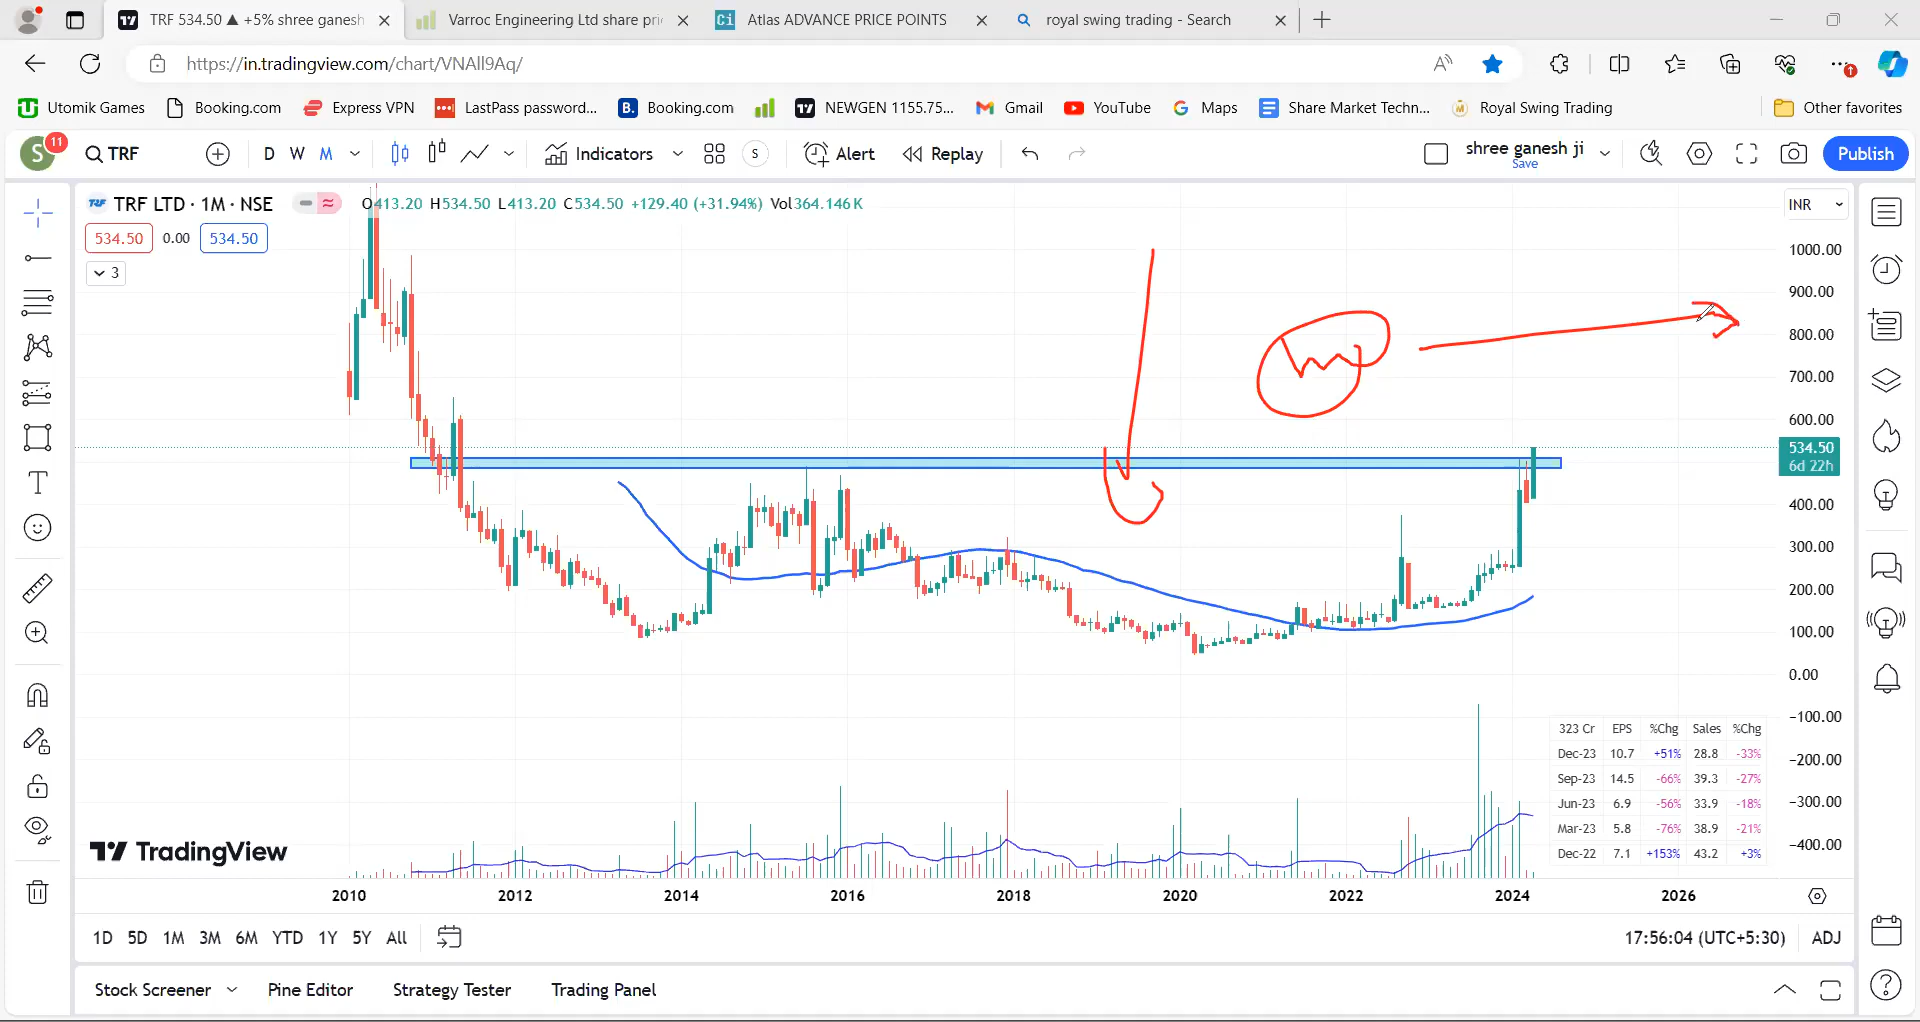 TRF 534.50 ▲ +5% shree ganesh
Varroc Engineering Ltd share pri
Ci Atlas ADVANCE PRICE POINTS
royal swing trading - Search
https://in.tradingview.com/chart/VNAll9Aq/
Utomik Games
Booking.com
Express VPN
LastPass password...
B. Booking.com
NEWGEN 1155.75...
Gmail
YouTube
Maps
Share Market Techn...
Royal Swing Trading
Other favorites
S 11
TRF
D W M
Indicators
S
Alert
Replay
shree ganesh ji
Save
Publish
TRF TRF LTD · 1M · NSE
O413.20 H534.50 L413.20 C534.50 +129.40 (+31.94%) Vol364.146K
INR
534.50 0.00 534.50
3
1000.00
900.00
800.00
700.00
600.00
534.50
6d 22h
400.00
300.00
200.00
100.00
0.00
−100.00
−200.00
−300.00
−400.00
323 Cr EPS %Chg Sales %Chg
Dec-23 10.7 +51% 28.8 -33%
Sep-23 14.5 -66% 39.3 -27%
Jun-23 6.9 -56% 33.9 -18%
Mar-23 5.8 -76% 38.9 -21%
Dec-22 7.1 +153% 43.2 +3%
TradingView
2010 2012 2014 2016 2018 2020 2022 2024 2026
1D 5D 1M 3M 6M YTD 1Y 5Y All
17:56:04 (UTC+5:30) ADJ
Stock Screener Pine Editor Strategy Tester Trading Panel